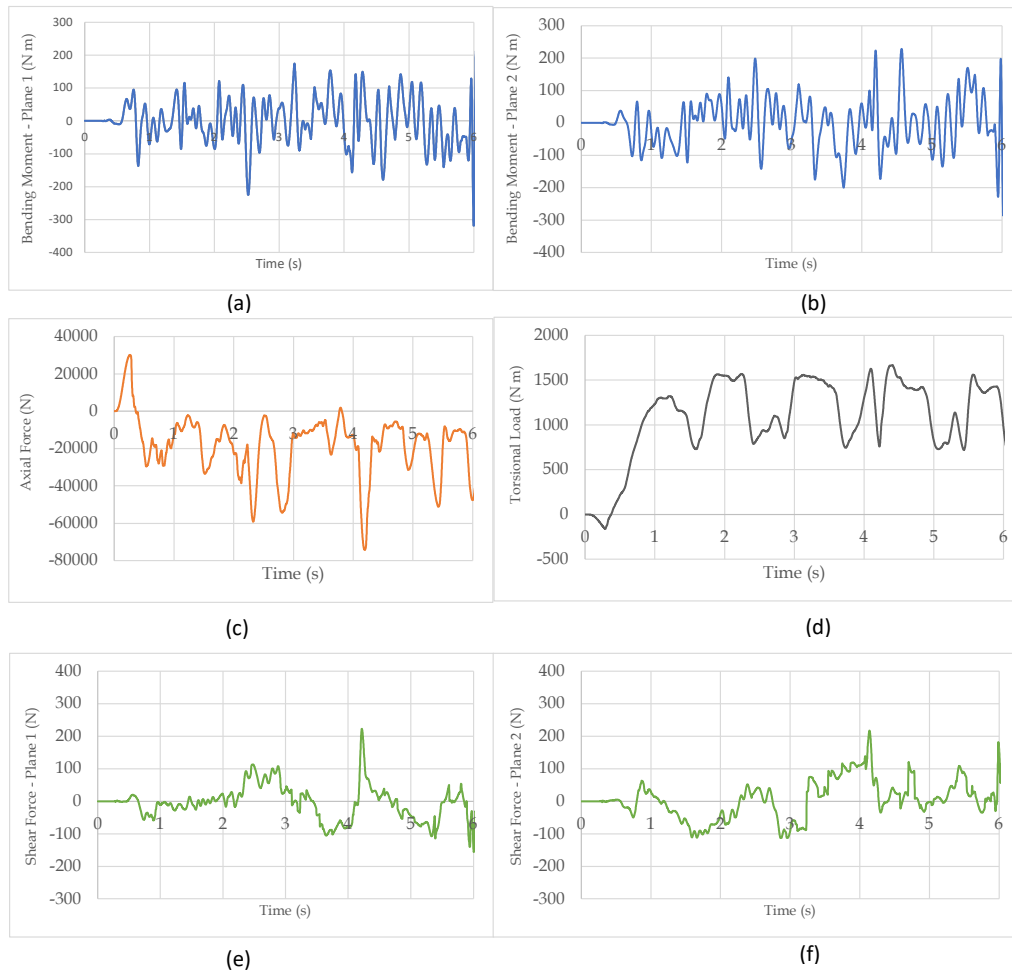 Bending Moment - Plane 1 (N m)
300
200
100
0
-100
-200
-300
-400
0 1 2 3 4 5 6
Time (s)
(a)
Bending Moment - Plane 2 (N m)
300
200
100
0
-100
-200
-300
-400
0 1 2 3 4 5 6
Time (s)
(b)
Axial Force (N)
40000
20000
0
-20000
-40000
-60000
-80000
0 1 2 3 4 5 6
Time (s)
(c)
Torsional Load (N m)
2000
1500
1000
500
0
-500
0 1 2 3 4 5 6
Time (s)
(d)
Shear Force - Plane 1 (N)
400
300
200
100
0
-100
-200
-300
0 1 2 3 4 5 6
Time (s)
(e)
Shear Force - Plane 2 (N)
400
300
200
100
0
-100
-200
-300
0 1 2 3 4 5 6
Time (s)
(f)